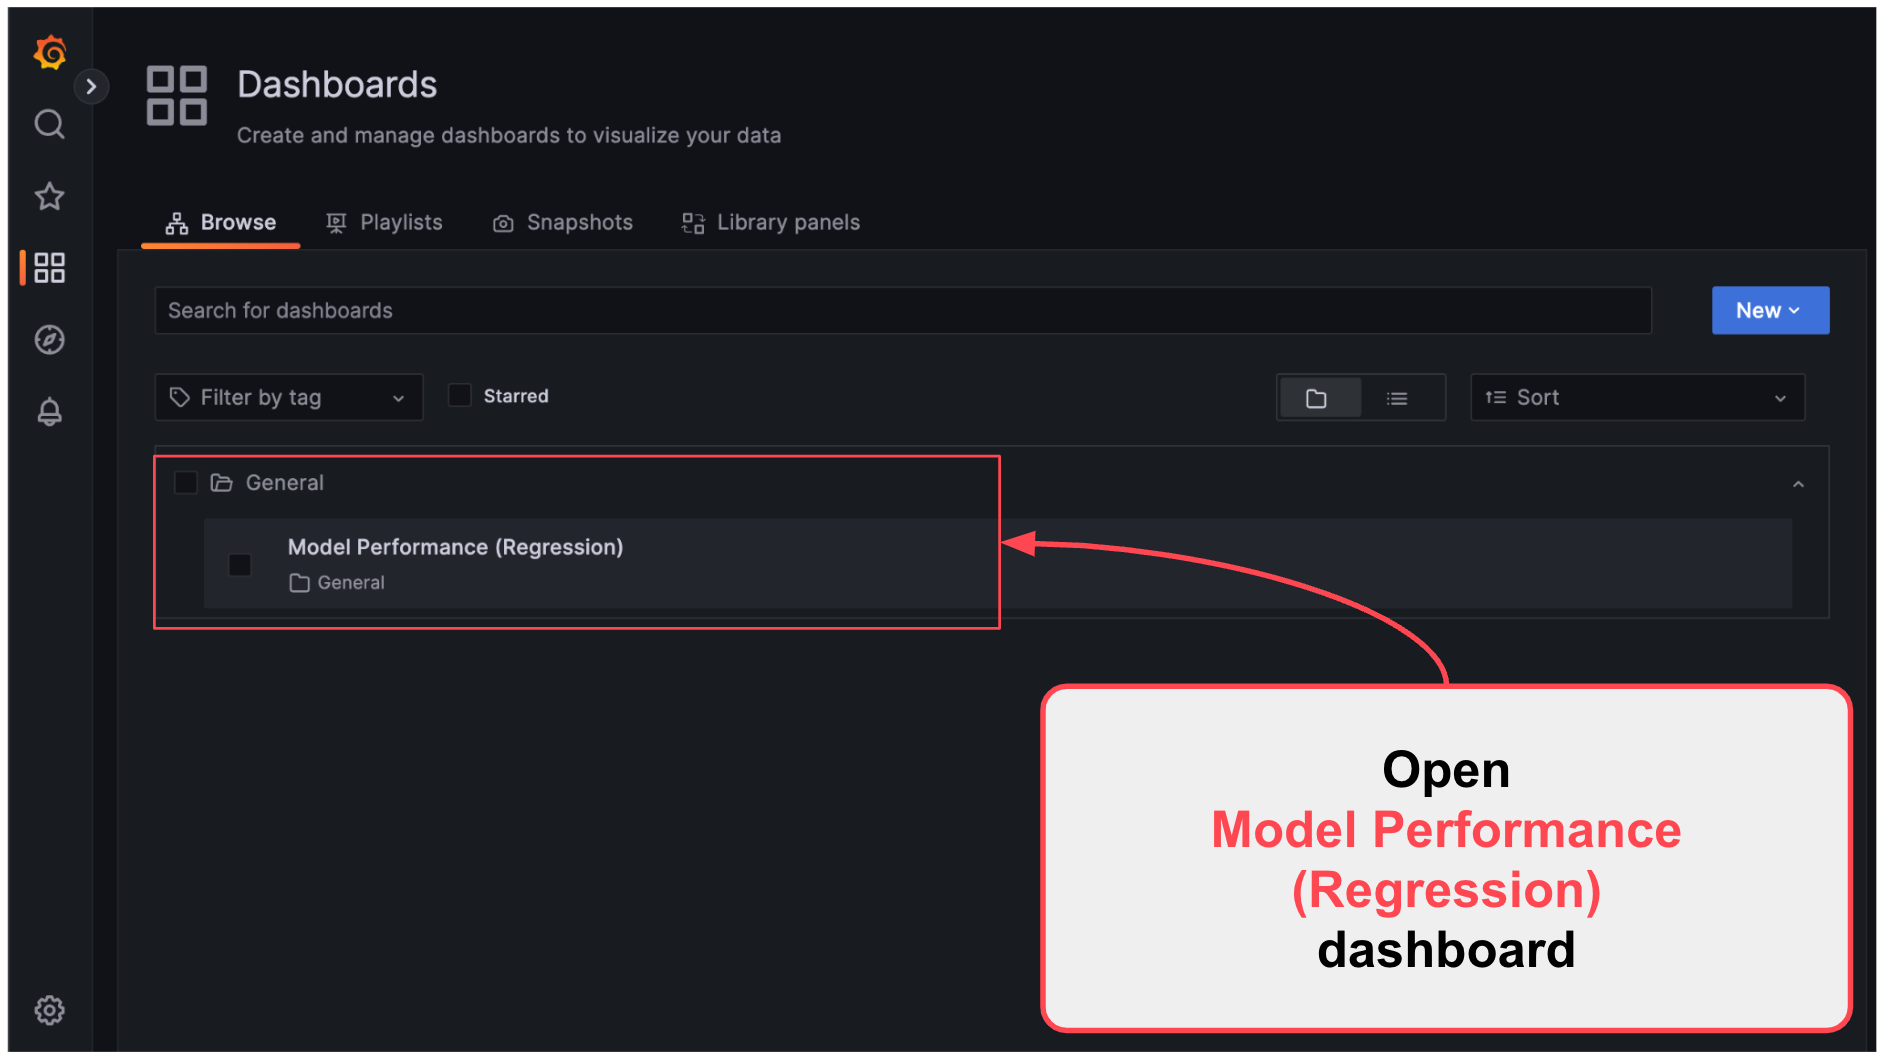 Dashboards
Create and manage dashboards to visualize your data
Browse Playlists Snapshots Library panels
Search for dashboards
New
Filter by tag
Starred
Sort
General
Model Performance (Regression)
General
Open
Model Performance
(Regression)
dashboard